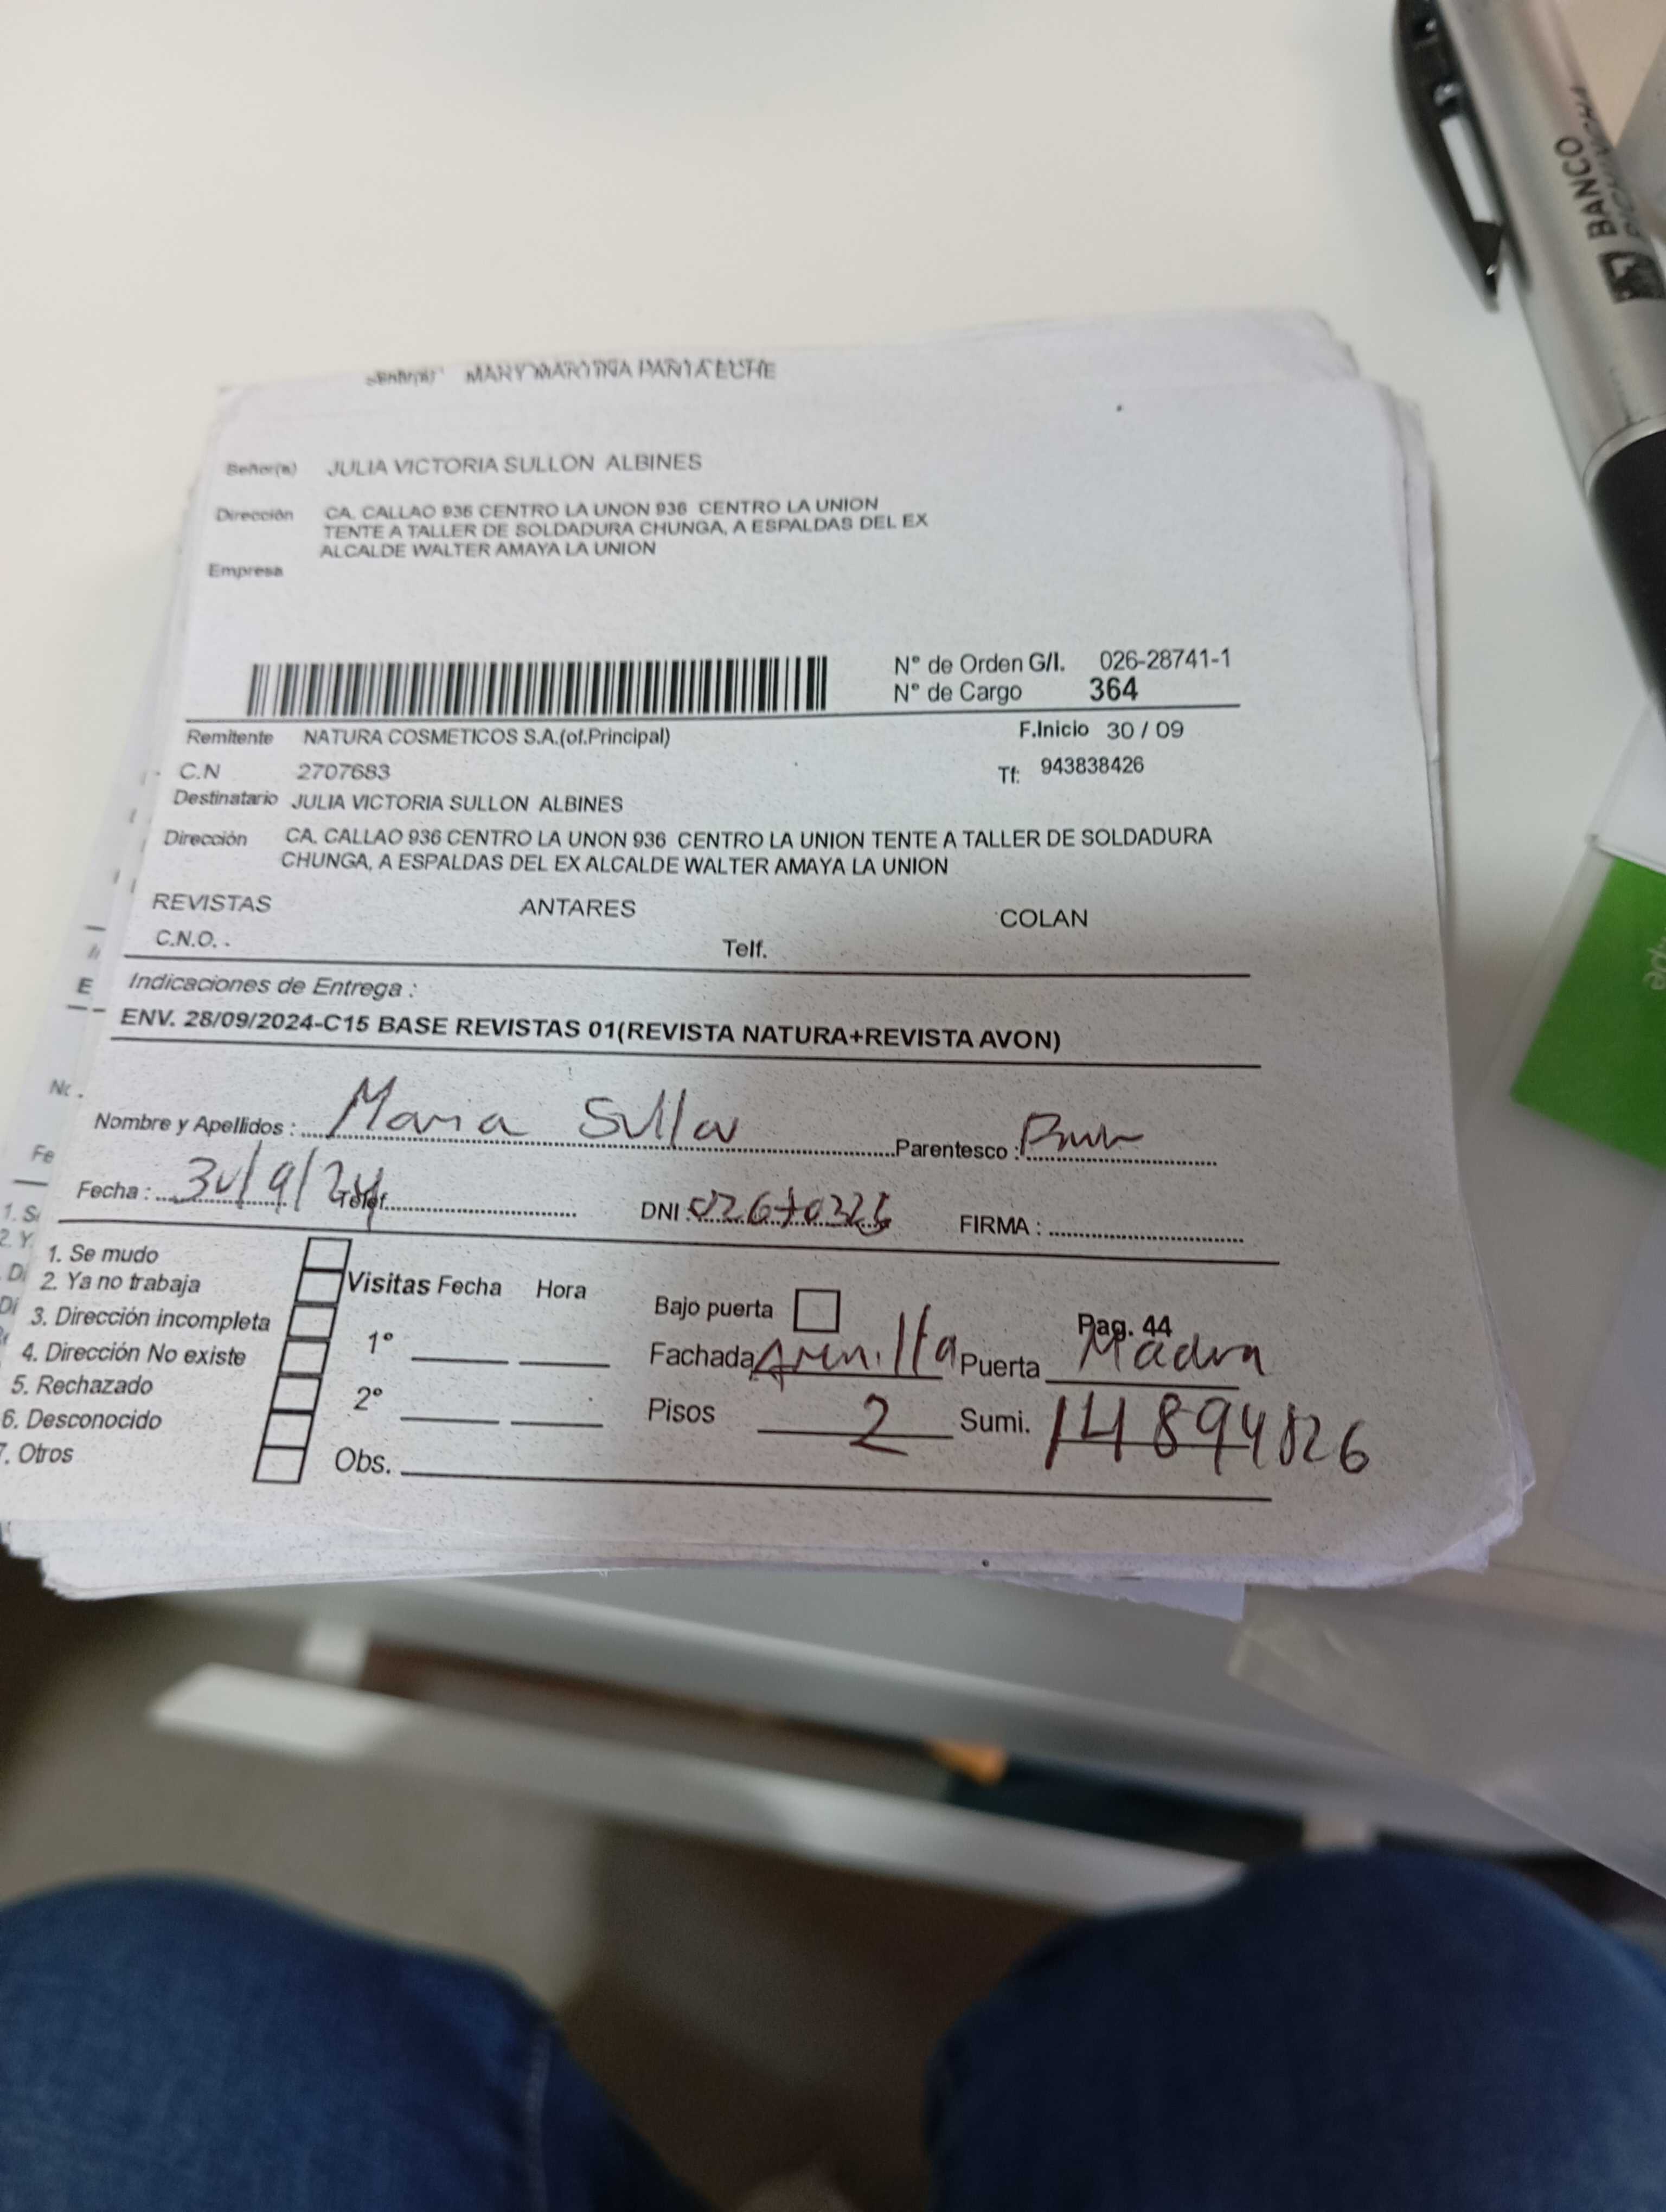 Señor(a) MARY MARTINA PANTA ECHE
Señor(a) JULIA VICTORIA SULLON ALBINES
Dirección CA. CALLAO 936 CENTRO LA UNON 936 CENTRO LA UNION
TENTE A TALLER DE SOLDADURA CHUNGA, A ESPALDAS DEL EX
ALCALDE WALTER AMAYA LA UNION
Empresa
N° de Orden G/I. 026-28741-1
N° de Cargo 364
Remitente NATURA COSMETICOS S.A.(of.Principal) F.Inicio 30 / 09
C.N 2707683 Tf: 943838426
Destinatario JULIA VICTORIA SULLON ALBINES
Dirección CA. CALLAO 936 CENTRO LA UNON 936 CENTRO LA UNION TENTE A TALLER DE SOLDADURA
CHUNGA, A ESPALDAS DEL EX ALCALDE WALTER AMAYA LA UNION
REVISTAS ANTARES COLAN
C.N.O. . Telf.
Indicaciones de Entrega :
ENV. 28/09/2024-C15 BASE REVISTAS 01(REVISTA NATURA+REVISTA AVON)
Nombre y Apellidos : Maria Sullon Parentesco :
Fecha : 30/9/24 Telef. DNI : FIRMA :
1. Se mudo
2. Ya no trabaja Visitas Fecha Hora Bajo puerta
3. Dirección incompleta Pag. 44
4. Dirección No existe 1° Fachada Puerta Madera
5. Rechazado
6. Desconocido 2° Pisos 2 Sumi. 14894826
7. Otros Obs.
BANCO